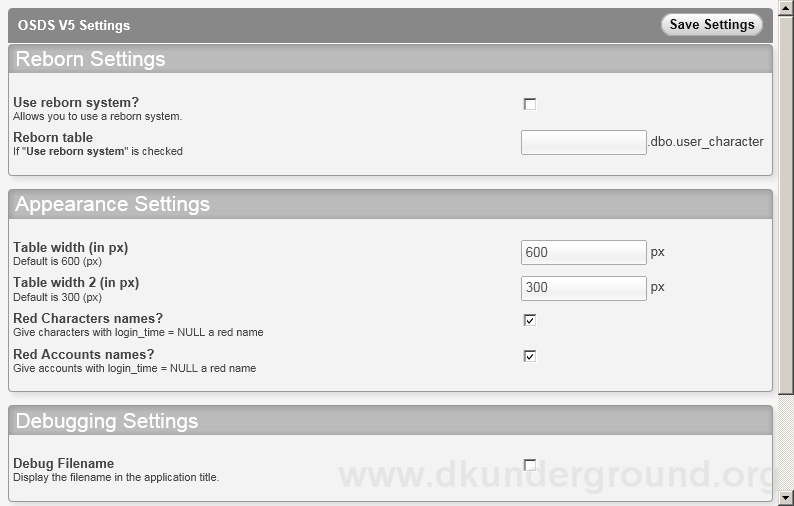 OSDS V5 Settings
Save Settings
Reborn Settings
Use reborn system?
Allows you to use a reborn system.
Reborn table
.dbo.user_character
If "Use reborn system" is checked
Appearance Settings
Table width (in px)
600 px
Default is 600 (px)
Table width 2 (in px)
300 px
Default is 300 (px)
Red Characters names?
Give characters with login_time = NULL a red name
Red Accounts names?
Give accounts with login_time = NULL a red name
Debugging Settings
Debug Filename
Display the filename in the application title.
www.dkunderground.org